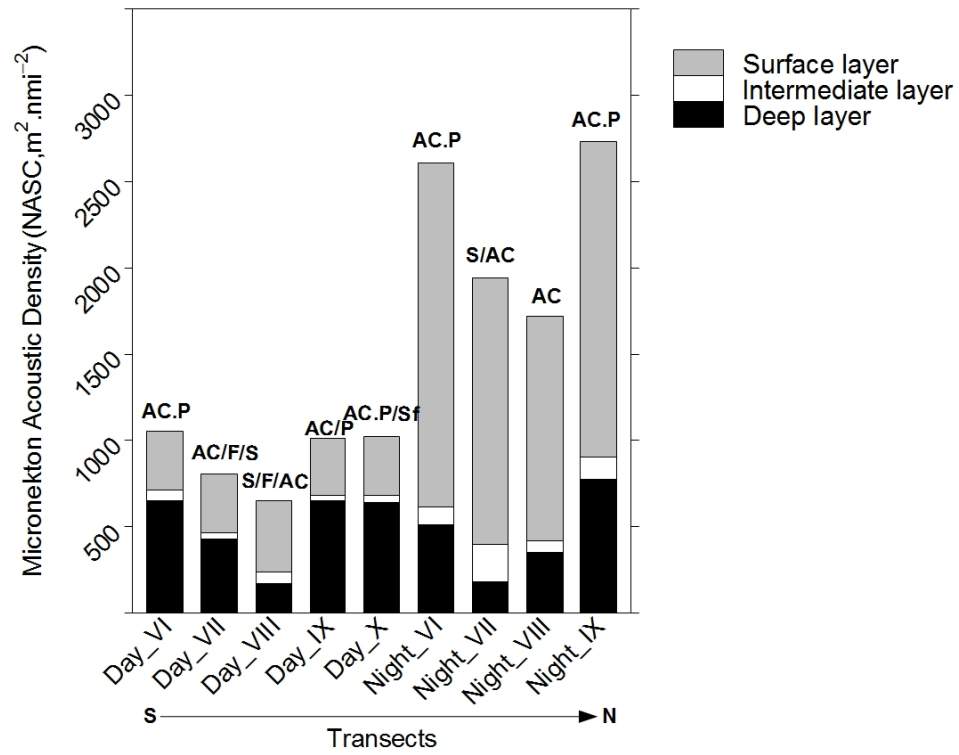 Micronekton Acoustic Density (NASC,m².nmi⁻²)
3000
2500
2000
1500
1000
500
Surface layer
Intermediate layer
Deep layer
AC.P
AC/F/S
S/F/AC
AC/P
AC.P/Sf
AC.P
S/AC
AC
AC.P
Day_VI
Day_VII
Day_VIII
Day_IX
Day_X
Night_VI
Night_VII
Night_VIII
Night_IX
S N
Transects